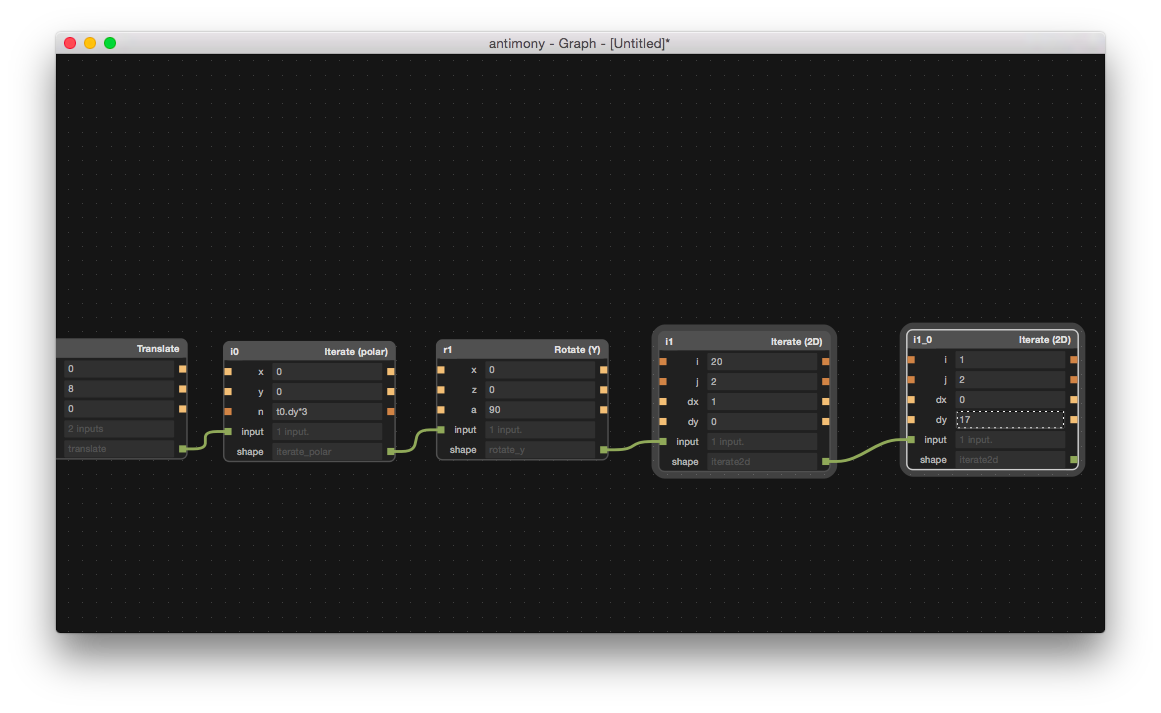 antimony - Graph - [Untitled]*
Translate
0
8
0
2 inputs
translate
i0 Iterate (polar)
x 0
y 0
n t0.dy*3
input 1 input.
shape iterate_polar
r1 Rotate (Y)
x 0
z 0
a 90
input 1 input.
shape rotate_y
i1 Iterate (2D)
i 20
j 2
dx 1
dy 0
input 1 input.
shape iterate2d
i1_0 Iterate (2D)
i 1
j 2
dx 0
dy 17
input 1 input.
shape iterate2d